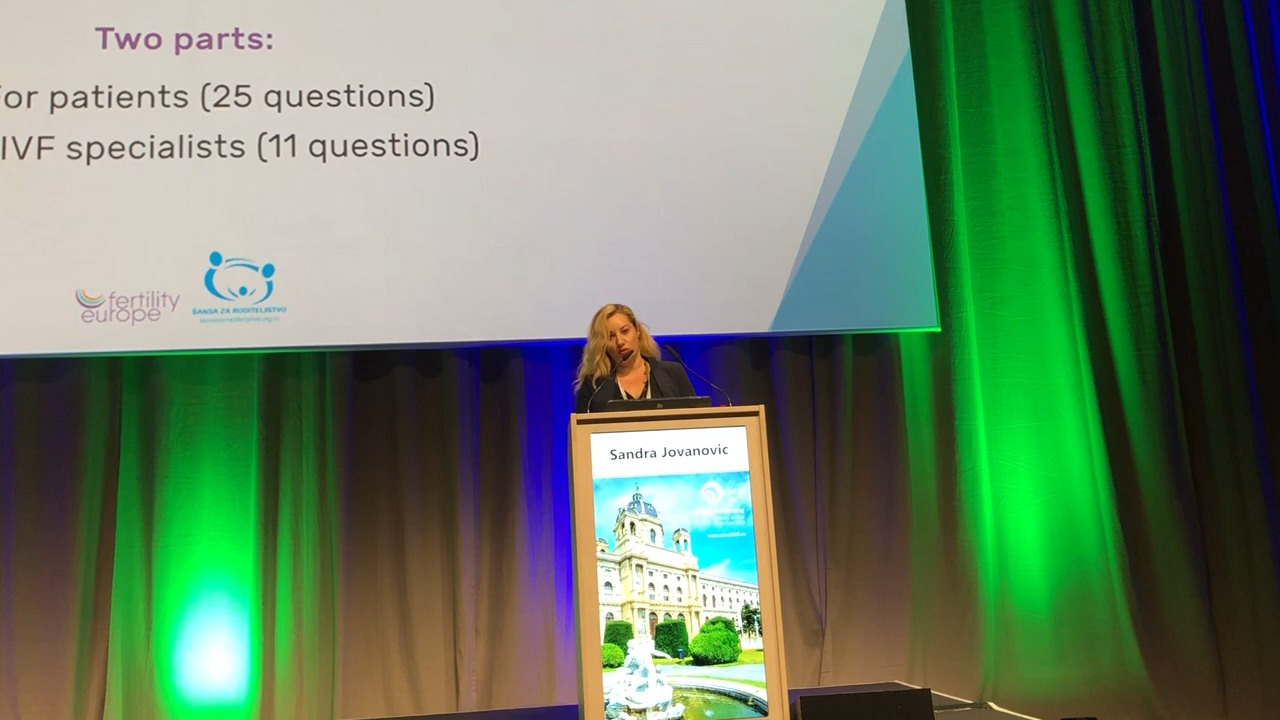 Two parts:
For patients (25 questions)
IVF specialists (11 questions)
fertility
europe
ŠANSA ZA RODITELJSTVO
Sandra Jovanovic